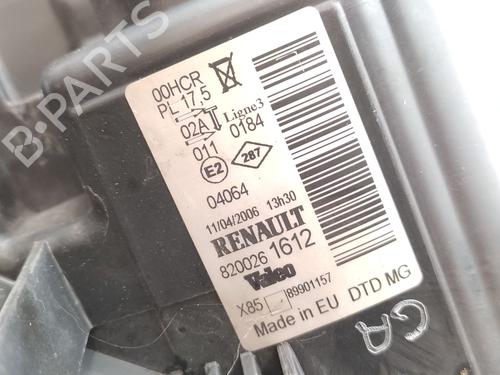 B-PARTS
00HCR
PL 17,5
02A Ligne3
011 0184
E2 287
04064
11/04/2006 13h30
RENAULT
820026 1612
Valeo
X85 89901157
Made in EU DTD MG
GA